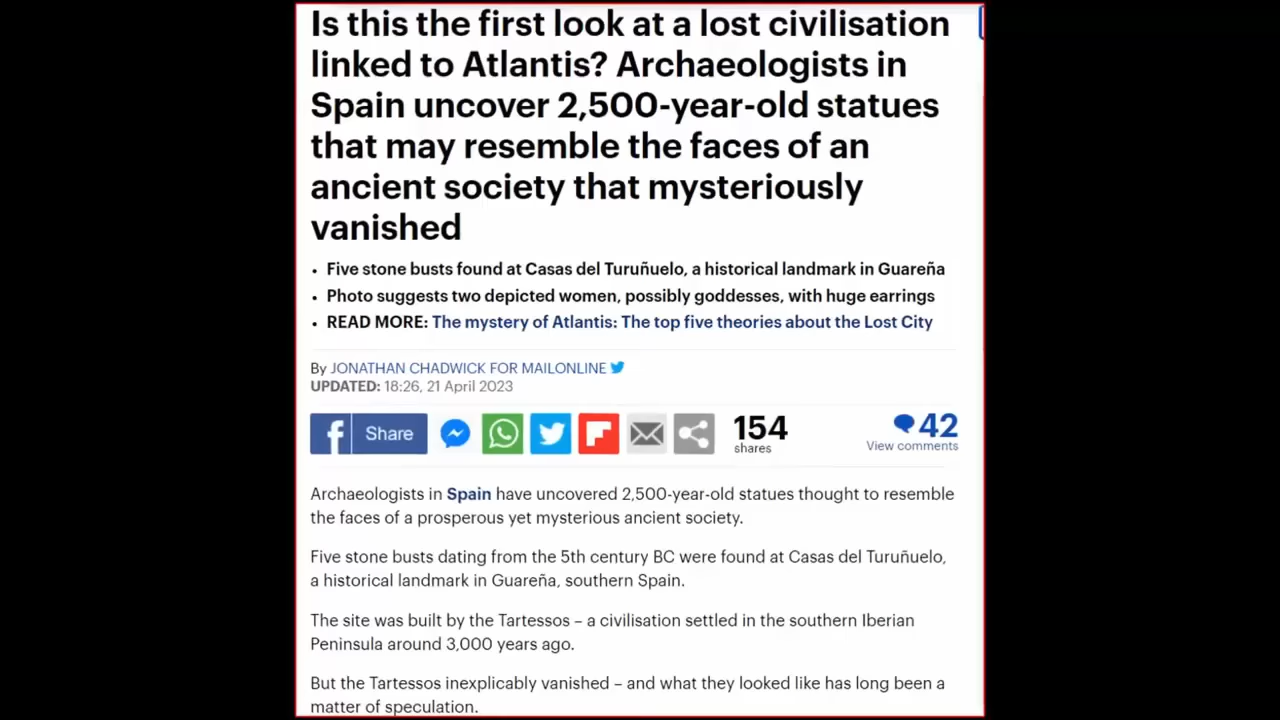 Is this the first look at a lost civilisation
linked to Atlantis? Archaeologists in
Spain uncover 2,500-year-old statues
that may resemble the faces of an
ancient society that mysteriously
vanished
• Five stone busts found at Casas del Turuñuelo, a historical landmark in Guareña
• Photo suggests two depicted women, possibly goddesses, with huge earrings
• READ MORE: The mystery of Atlantis: The top five theories about the Lost City
By JONATHAN CHADWICK FOR MAILONLINE
UPDATED: 18:26, 21 April 2023
Share
154
shares
42
View comments
Archaeologists in Spain have uncovered 2,500-year-old statues thought to resemble
the faces of a prosperous yet mysterious ancient society.
Five stone busts dating from the 5th century BC were found at Casas del Turuñuelo,
a historical landmark in Guareña, southern Spain.
The site was built by the Tartessos – a civilisation settled in the southern Iberian
Peninsula around 3,000 years ago.
But the Tartessos inexplicably vanished – and what they looked like has long been a
matter of speculation.